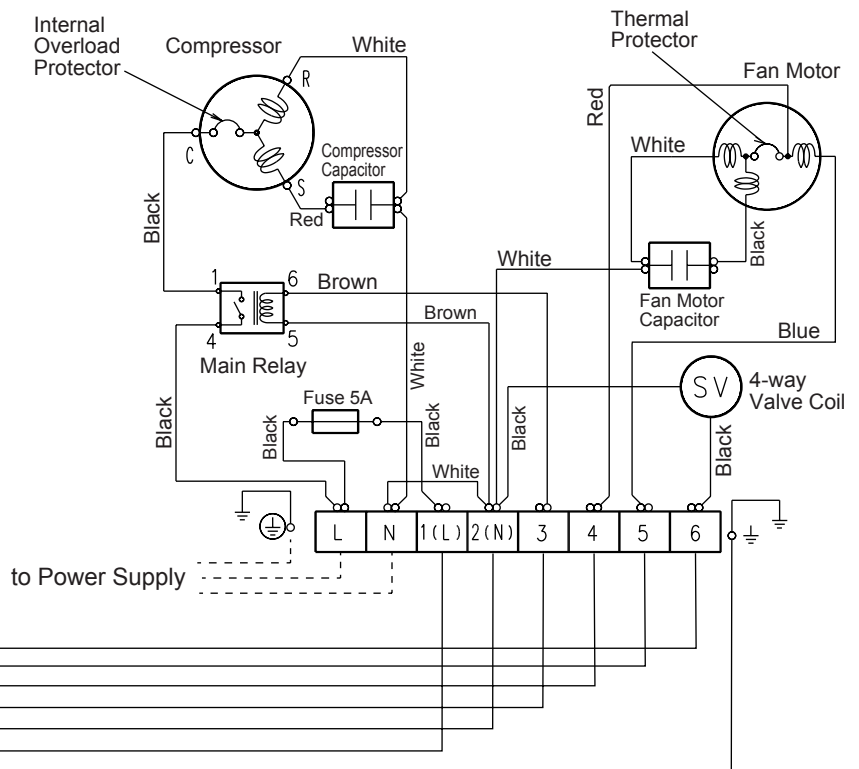 Internal
Overload
Protector
Compressor
White
Thermal
Protector
Fan Motor
R
C
S
Compressor
Capacitor
Red
Black
Red
White
Black
White
Fan Motor
Capacitor
Blue
1
6
Brown
4
5
Brown
Main Relay
White
Fuse 5A
Black
Black
Black
Black
White
SV
4-way
Valve Coil
Black
L
N
1(L)
2(N)
3
4
5
6
to Power Supply